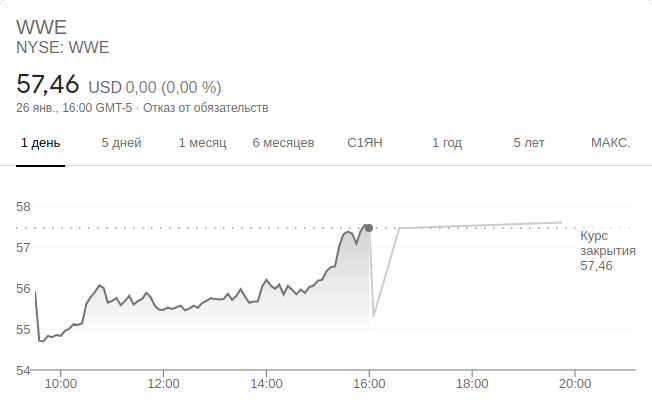 WWE
NYSE: WWE
57,46 USD 0,00 (0,00 %)
26 янв., 16:00 GMT-5 · Отказ от обязательств
1 день 5 дней 1 месяц 6 месяцев С1ЯН 1 год 5 лет МАКС.
58
57
56
55
54
Курс
закрытия
57,46
10:00 12:00 14:00 16:00 18:00 20:00